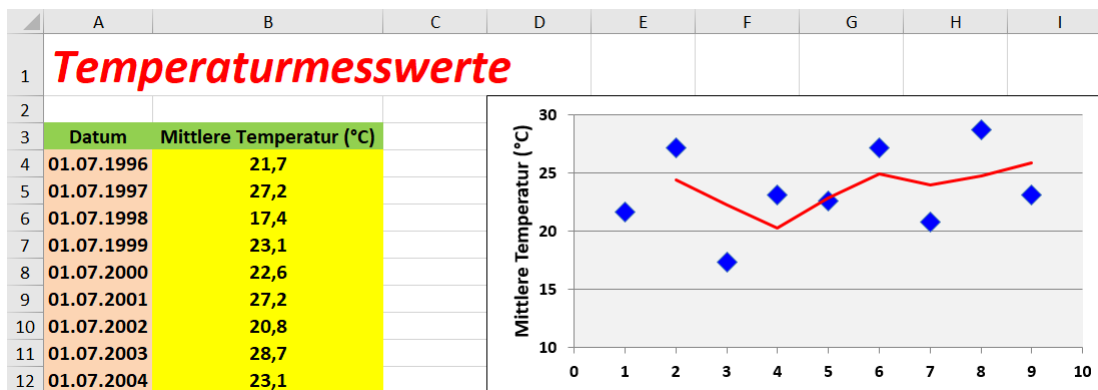 A B C D E F G H I
1 Temperaturmesswerte
2
3 Datum Mittlere Temperatur (°C)
4 01.07.1996 21,7
5 01.07.1997 27,2
6 01.07.1998 17,4
7 01.07.1999 23,1
8 01.07.2000 22,6
9 01.07.2001 27,2
10 01.07.2002 20,8
11 01.07.2003 28,7
12 01.07.2004 23,1
Mittlere Temperatur (°C)
30
25
20
15
10
0 1 2 3 4 5 6 7 8 9 10